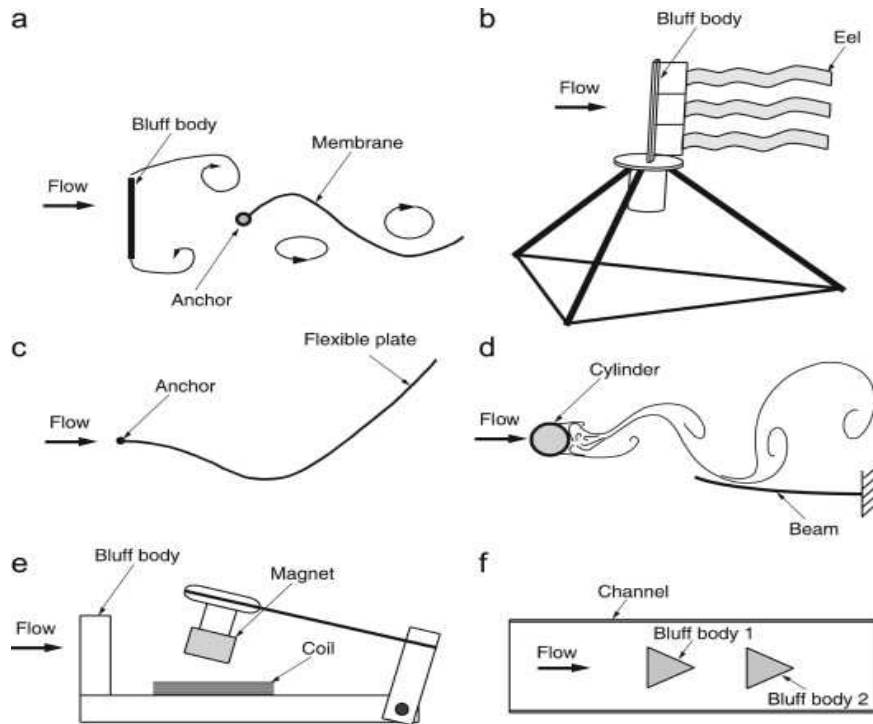 a
Bluff body
Flow
Membrane
Anchor
b
Bluff body
Eel
Flow
c
Flexible plate
Anchor
Flow
d
Cylinder
Flow
Beam
e
Bluff body
Magnet
Flow
Coil
f
Channel
Bluff body 1
Flow
Bluff body 2